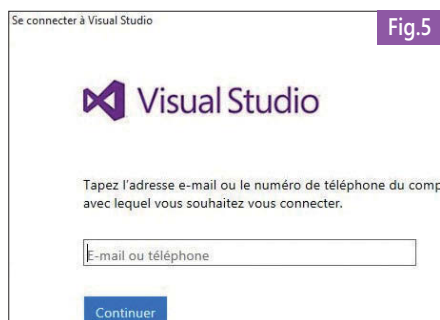 Se connecter à Visual Studio
Fig.5
Visual Studio
Tapez l'adresse e-mail ou le numéro de téléphone du comp
avec lequel vous souhaitez vous connecter.
E-mail ou téléphone
Continuer